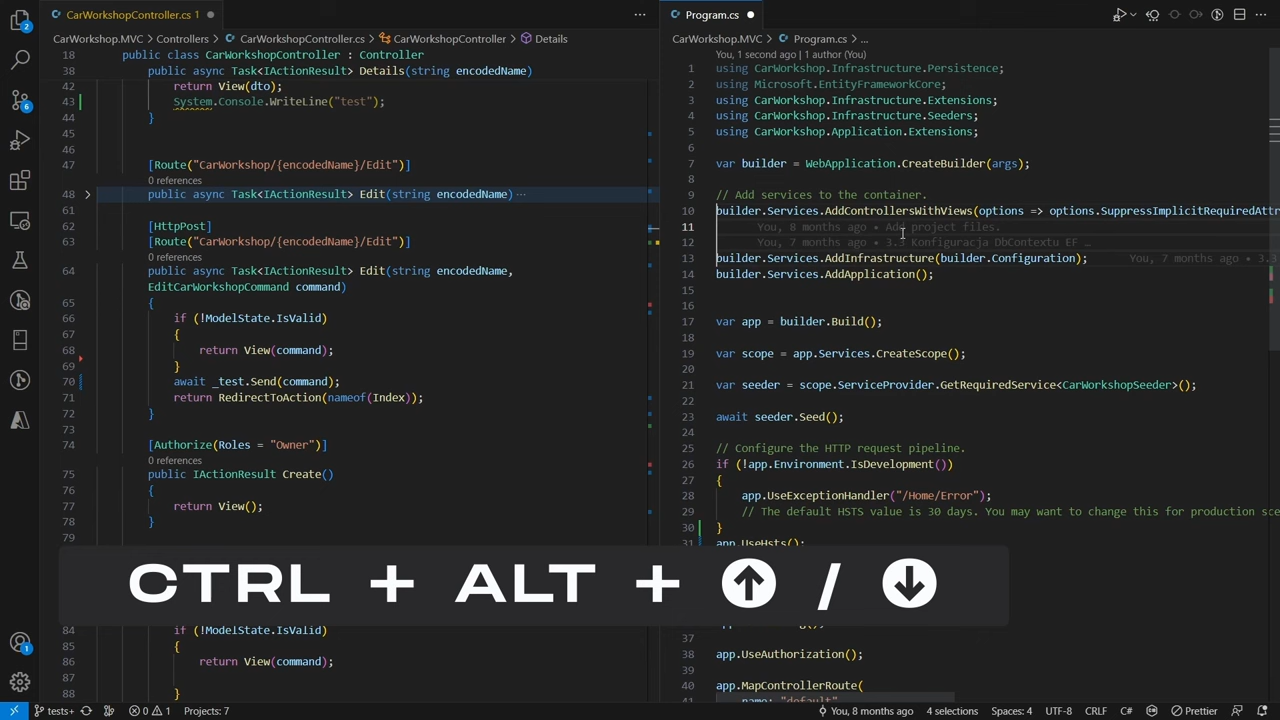 CarWorkshopController.cs 1
CarWorkshop.MVC > Controllers > CarWorkshopController.cs > CarWorkshopController > Details
18 public class CarWorkshopController : Controller
38 public async Task<IActionResult> Details(string encodedName)
42 return View(dto);
43 System.Console.WriteLine("test");
44 }
45
46
47 [Route("CarWorkshop/{encodedName}/Edit")]
0 references
48 public async Task<IActionResult> Edit(string encodedName) ...
61
62 [HttpPost]
63 [Route("CarWorkshop/{encodedName}/Edit")]
0 references
64 public async Task<IActionResult> Edit(string encodedName,
EditCarWorkshopCommand command)
65 {
66 if (!ModelState.IsValid)
67 {
68 return View(command);
69 }
70 await _test.Send(command);
71 return RedirectToAction(nameof(Index));
72 }
73
74 [Authorize(Roles = "Owner")]
0 references
75 public IActionResult Create()
76 {
77 return View();
78 }
79
84 if (!ModelState.IsValid)
85 {
86 return View(command);
87
88 }
Program.cs
CarWorkshop.MVC > Program.cs > ...
You, 1 second ago | 1 author (You)
1 using CarWorkshop.Infrastructure.Persistence;
2 using Microsoft.EntityFrameworkCore;
3 using CarWorkshop.Infrastructure.Extensions;
4 using CarWorkshop.Infrastructure.Seeders;
5 using CarWorkshop.Application.Extensions;
6
7 var builder = WebApplication.CreateBuilder(args);
8
9 // Add services to the container.
10 builder.Services.AddControllersWithViews(options => options.SuppressImplicitRequiredAttr
11 You, 8 months ago • Add project files.
12 You, 7 months ago • 3.3 Konfiguracja DbContextu EF …
13 builder.Services.AddInfrastructure(builder.Configuration); You, 7 months ago • 3.3
14 builder.Services.AddApplication();
15
16
17 var app = builder.Build();
18
19 var scope = app.Services.CreateScope();
20
21 var seeder = scope.ServiceProvider.GetRequiredService<CarWorkshopSeeder>();
22
23 await seeder.Seed();
24
25 // Configure the HTTP request pipeline.
26 if (!app.Environment.IsDevelopment())
27 {
28 app.UseExceptionHandler("/Home/Error");
29 // The default HSTS value is 30 days. You may want to change this for production sce
30 }
31 app.UseHsts();
37
38 app.UseAuthorization();
39
40 app.MapControllerRoute(
41 name: "default"
CTRL + ALT + ↑ / ↓
2
6
1
tests+ 0 1 Projects: 7 You, 8 months ago 4 selections Spaces: 4 UTF-8 CRLF C# Prettier